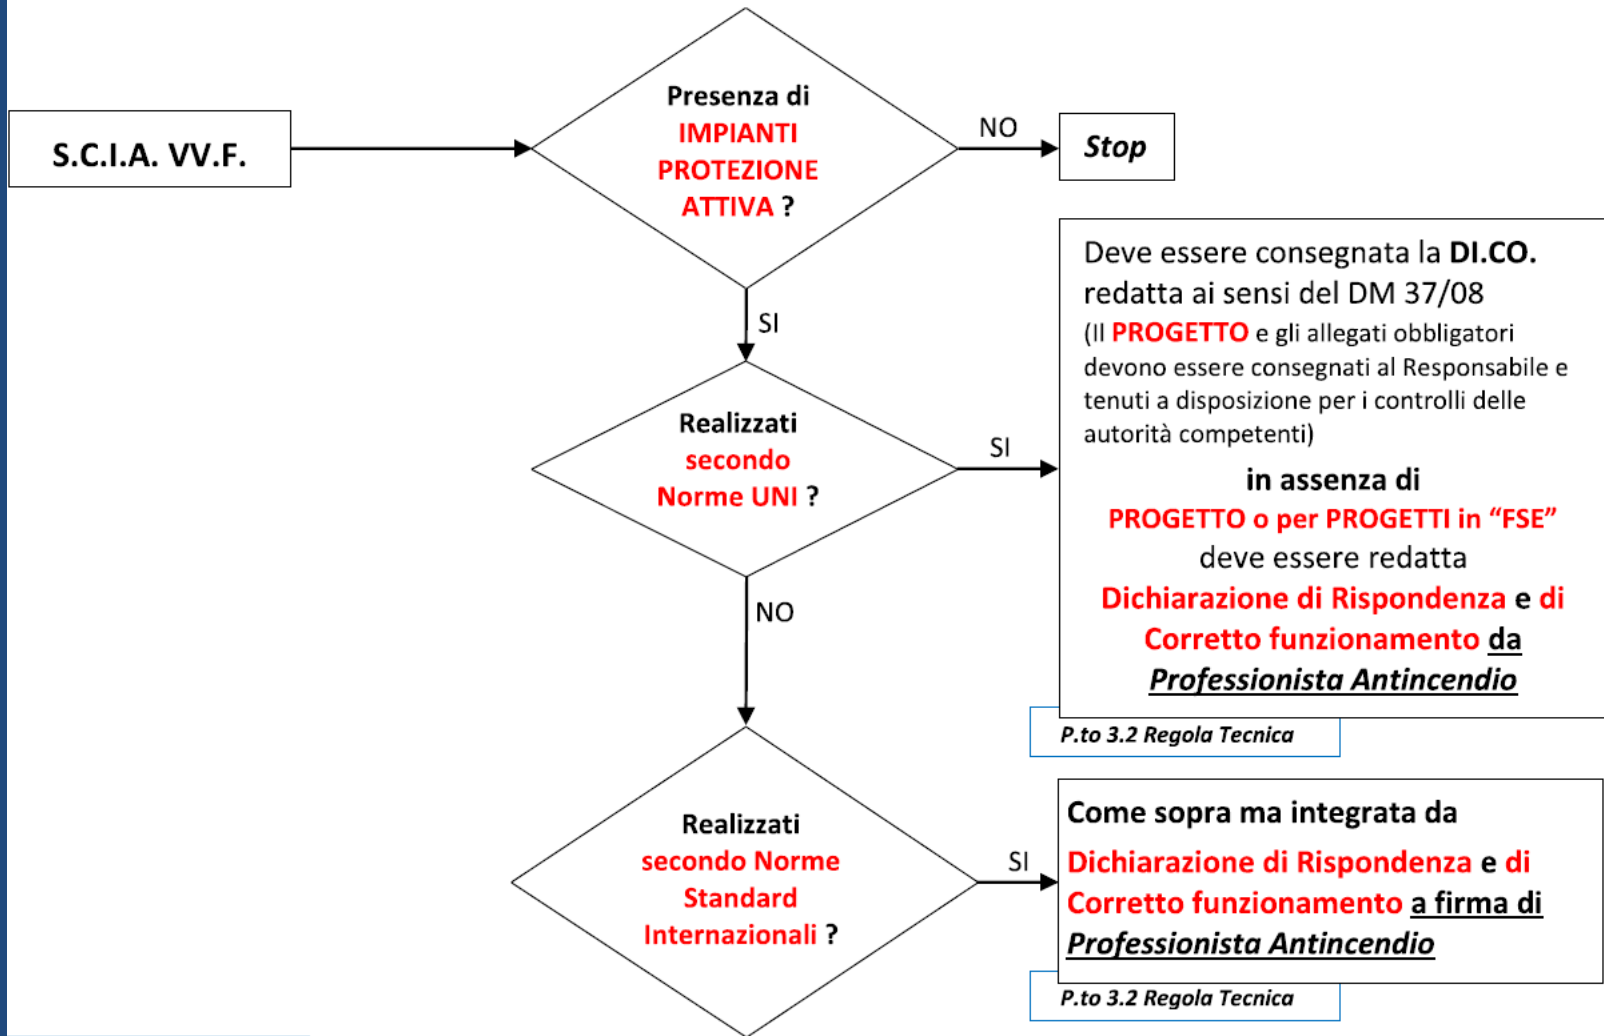 S.C.I.A. VV.F.
Presenza di
IMPIANTI
PROTEZIONE
ATTIVA ?
NO
Stop
SI
Realizzati
secondo
Norme UNI ?
SI
Deve essere consegnata la DI.CO.
redatta ai sensi del DM 37/08
(Il PROGETTO e gli allegati obbligatori
devono essere consegnati al Responsabile e
tenuti a disposizione per i controlli delle
autorità competenti)
in assenza di
PROGETTO o per PROGETTI in “FSE”
deve essere redatta
Dichiarazione di Rispondenza e di
Corretto funzionamento da
Professionista Antincendio
P.to 3.2 Regola Tecnica
NO
Realizzati
secondo Norme
Standard
Internazionali ?
SI
Come sopra ma integrata da
Dichiarazione di Rispondenza e di
Corretto funzionamento a firma di
Professionista Antincendio
P.to 3.2 Regola Tecnica